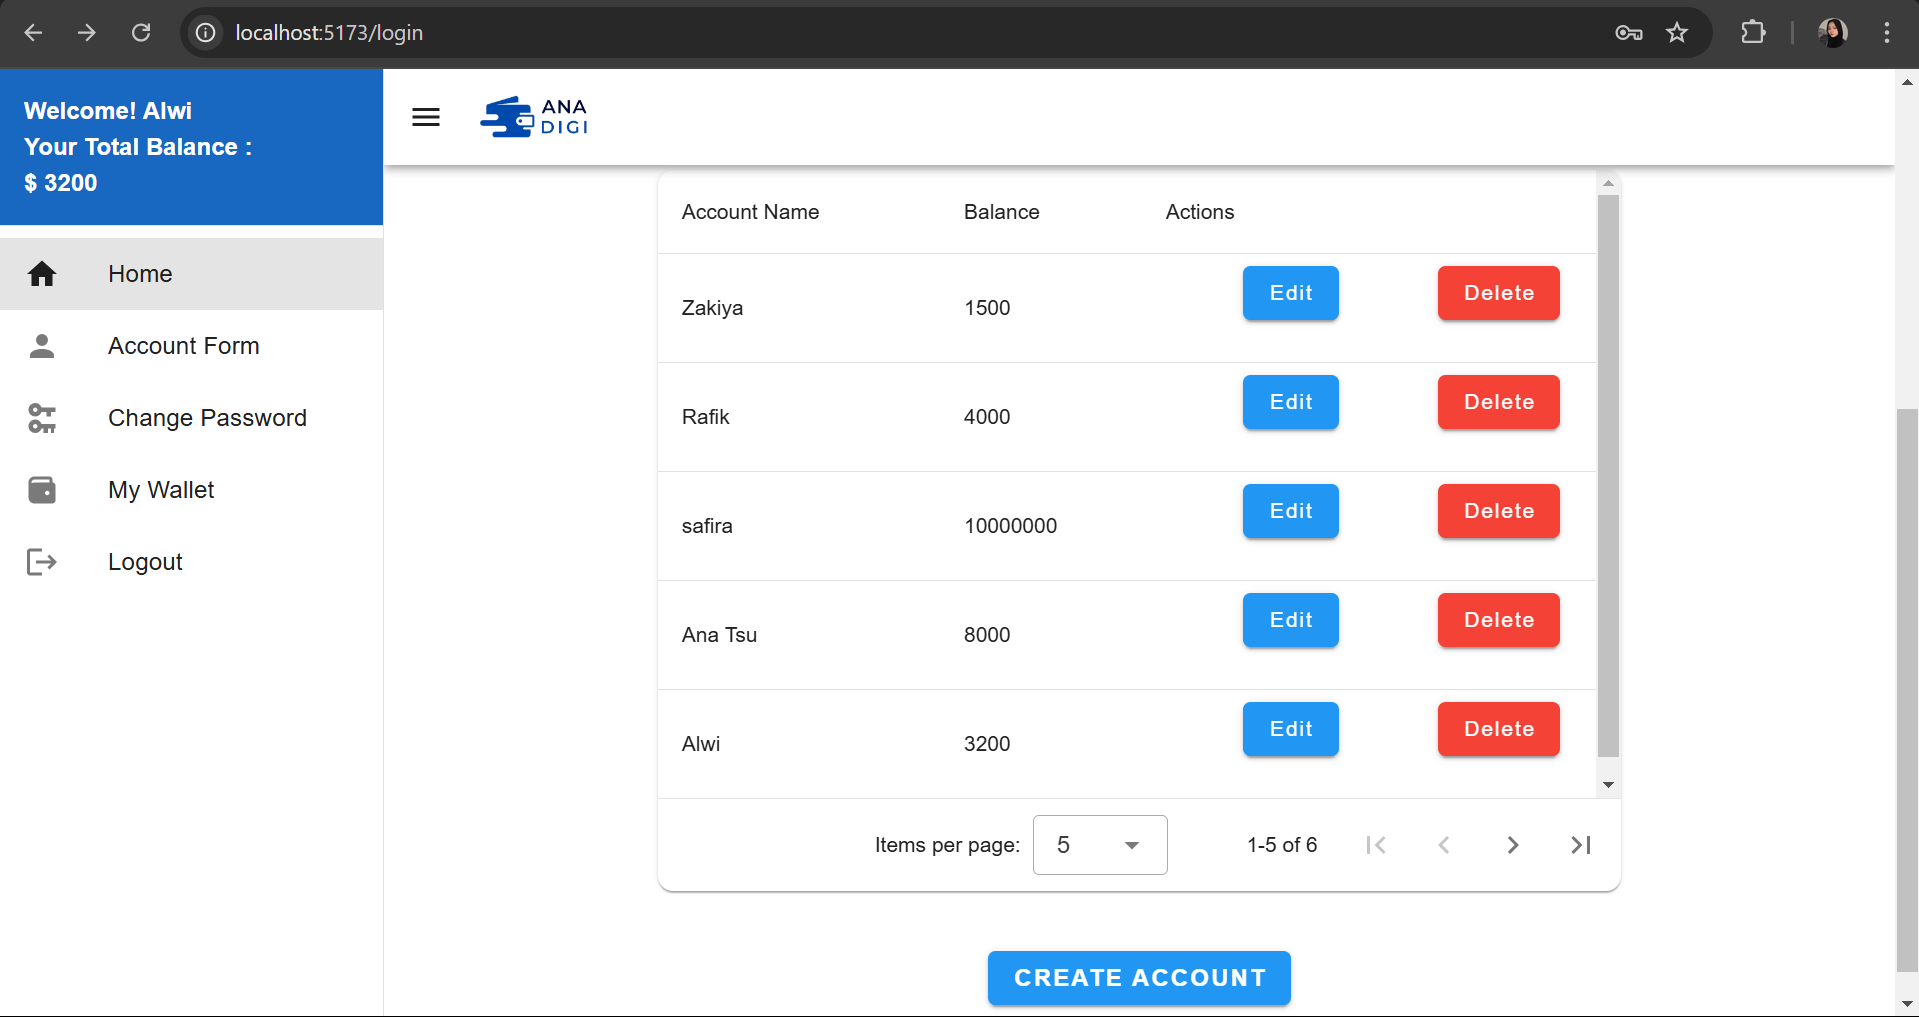 localhost:5173/login
Welcome! Alwi
Your Total Balance :
$ 3200
ANA
DIGI
Home
Account Form
Change Password
My Wallet
Logout
Account Name Balance Actions
Zakiya 1500 Edit Delete
Rafik 4000 Edit Delete
safira 10000000 Edit Delete
Ana Tsu 8000 Edit Delete
Alwi 3200 Edit Delete
Items per page: 5 1-5 of 6
CREATE ACCOUNT